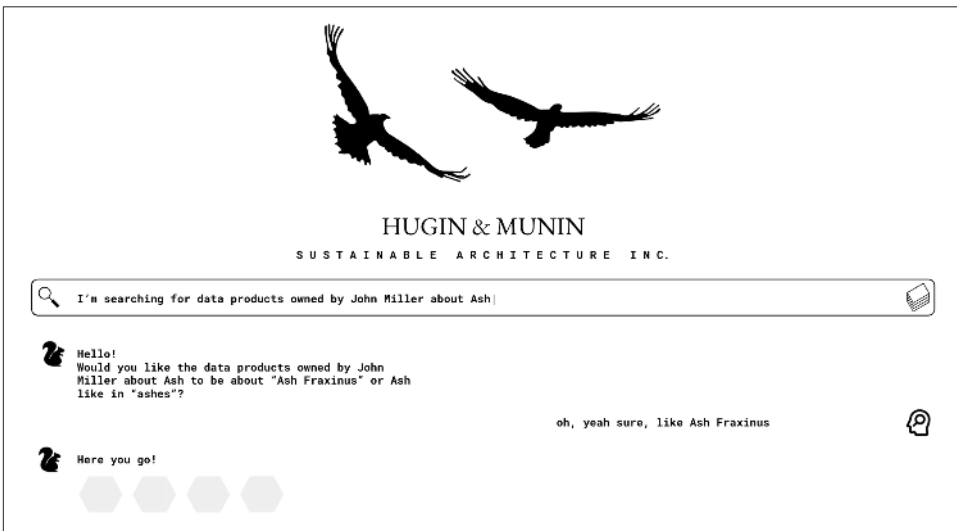 HUGIN & MUNIN
SUSTAINABLE ARCHITECTURE INC.
I'm searching for data products owned by John Miller about Ash
Hello!
Would you like the data products owned by John
Miller about Ash to be about "Ash Fraxinus" or Ash
like in "ashes"?
oh, yeah sure, like Ash Fraxinus
Here you go!